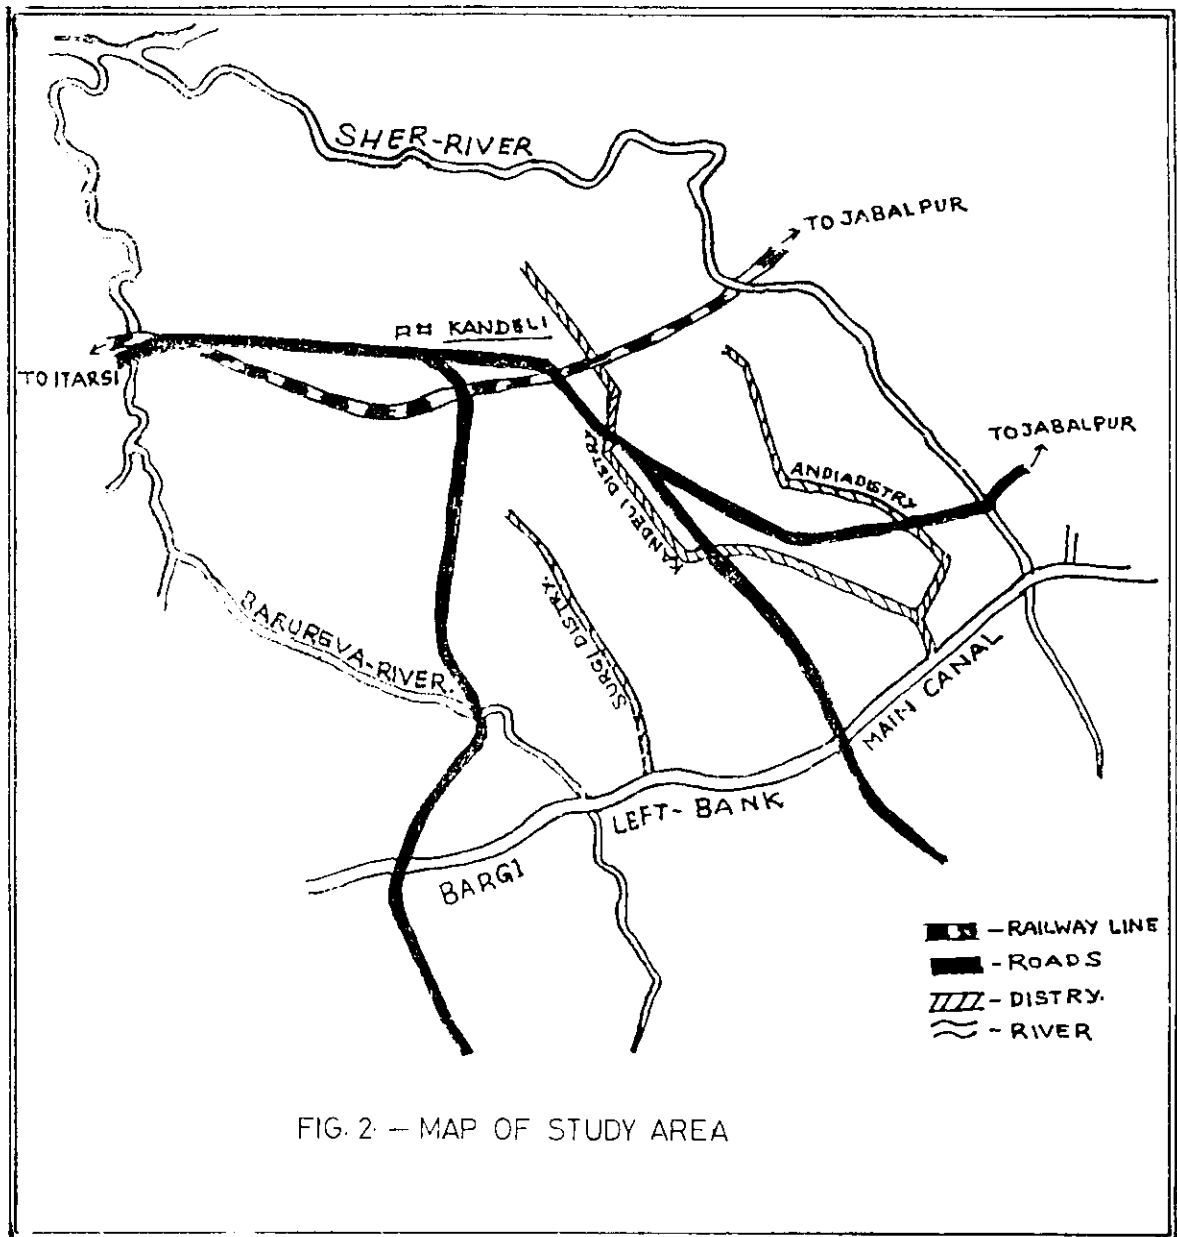 SHER-RIVER
TO JABALPUR
KANDELI
TO ITARSI
TO JABALPUR
ANDIA DISTRY
KANDELI DISTRY
SURGI DISTRY.
BARUREVA-RIVER.
MAIN CANAL
LEFT-BANK
BARGI
-RAILWAY LINE
-ROADS
-DISTRY.
-RIVER
FIG. 2 - MAP OF STUDY AREA